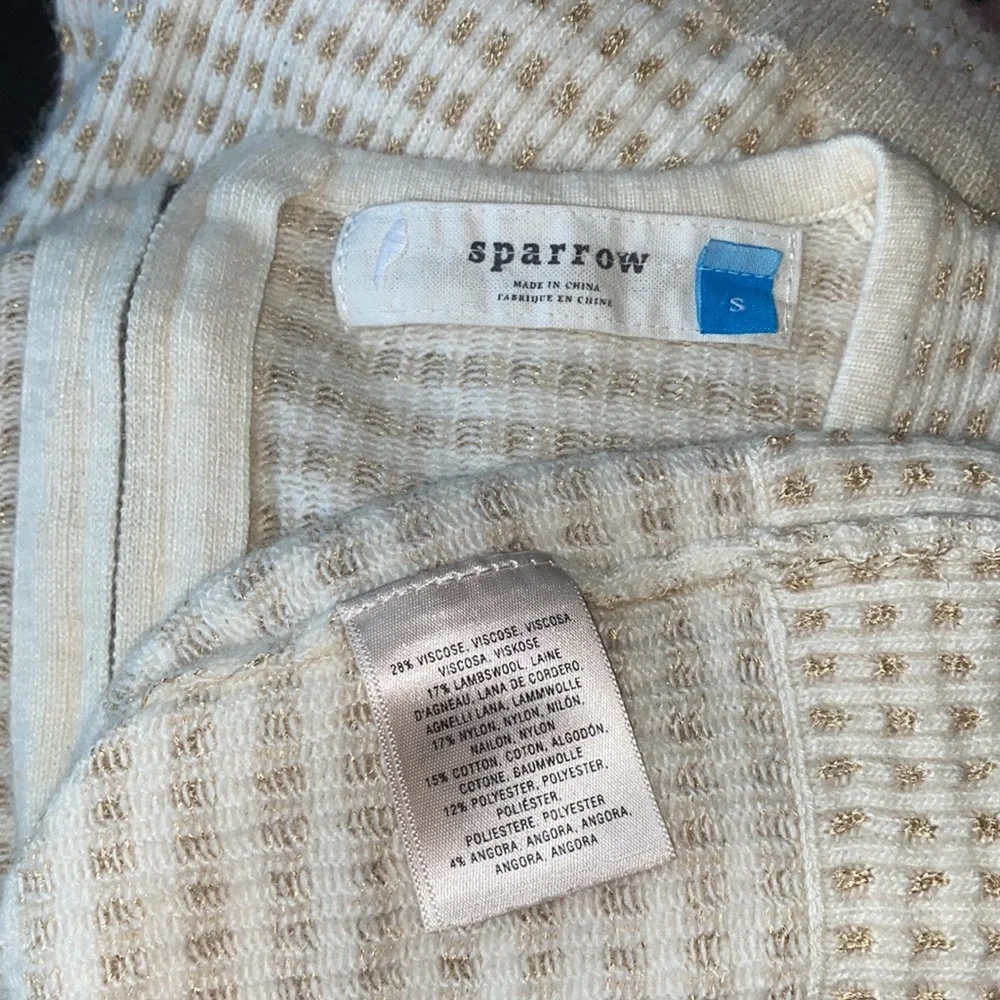 sparrow
MADE IN CHINA
FABRIQUE EN CHINE
S
28% VISCOSE, VISCOSE, VISCOSA
VISCOSA, VISKOSE
17% LAMBSWOOL, LAINE
D'AGNEAU, LANA DE CORDERO,
AGNELLI LANA, LAMMWOLLE
17% NYLON, NYLON, NILÓN,
NAILON, NYLON
15% COTTON, COTON, ALGODÓN,
COTONE, BAUMWOLLE
12% POLYESTER, POLYESTER,
POLIÉSTER,
POLIESTERE, POLYESTER
4% ANGORA, ANGORA, ANGORA,
ANGORA, ANGORA